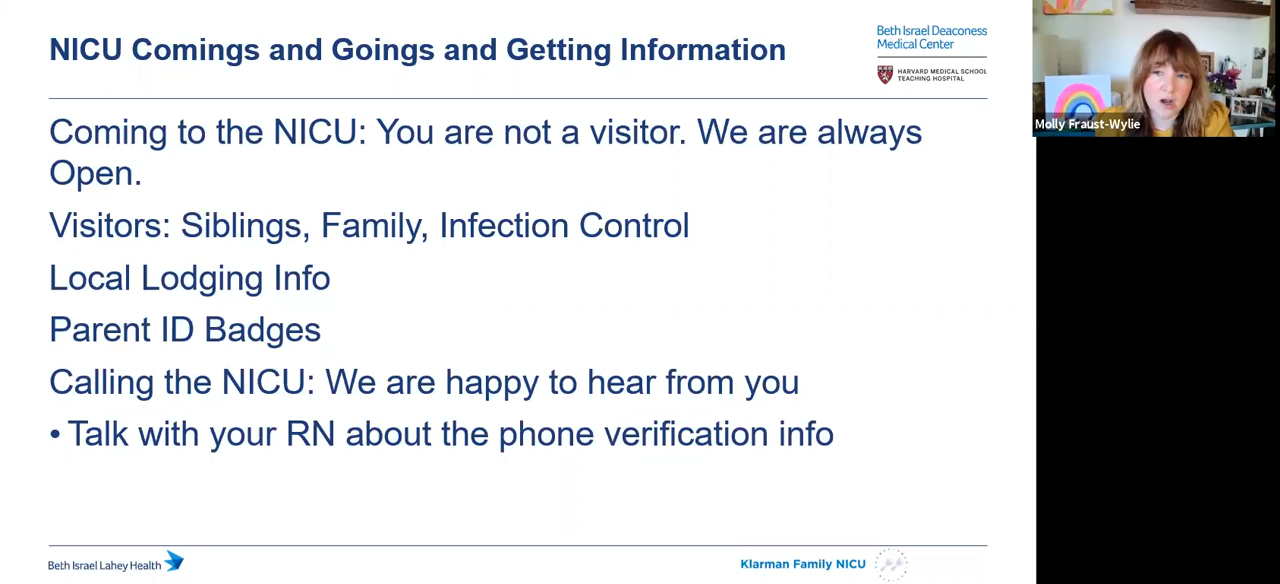 NICU Comings and Goings and Getting Information
Beth Israel Deaconess
Medical Center
HARVARD MEDICAL SCHOOL
TEACHING HOSPITAL
Molly Fraust-Wylie
Coming to the NICU: You are not a visitor. We are always
Open.
Visitors: Siblings, Family, Infection Control
Local Lodging Info
Parent ID Badges
Calling the NICU: We are happy to hear from you
• Talk with your RN about the phone verification info
Beth Israel Lahey Health
Klarman Family NICU